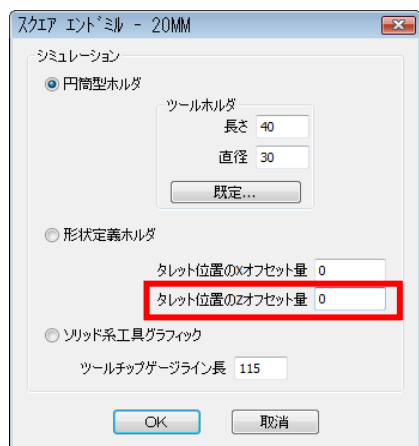 スクエア エンドミル - 20MM
シミュレーション
円筒型ホルダ
ツールホルダ
長さ 40
直径 30
既定...
形状定義ホルダ
タレット位置のXオフセット量 0
タレット位置のZオフセット量 0
ソリッド系工具グラフィック
ツールチップゲージライン長 115
OK 取消